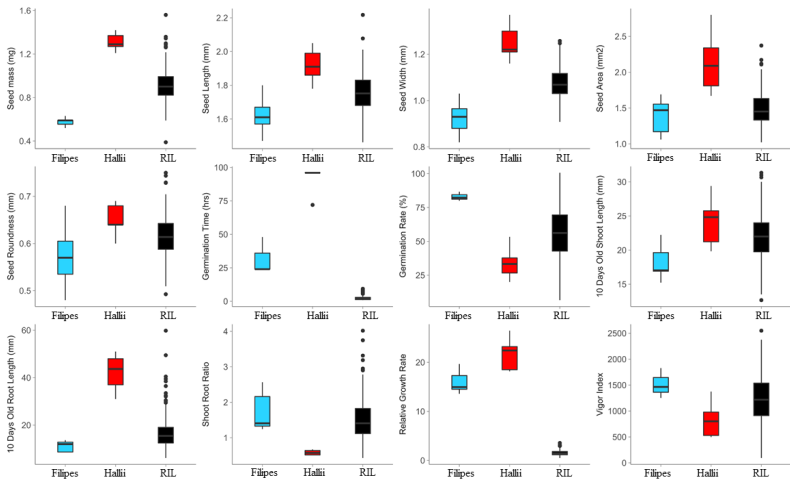 Seed mass (mg)
1.6
1.2
0.8
0.4
Filipes Hallii RIL
Seed Length (mm)
2.2
2.0
1.8
1.6
Filipes Hallii RIL
Seed Width (mm)
1.2
1.0
0.8
Filipes Hallii RIL
Seed Area (mm2)
2.5
2.0
1.5
1.0
Filipes Hallii RIL
Seed Roundness (mm)
0.7
0.6
0.5
Filipes Hallii RIL
Germination Time (hrs)
100
75
50
25
0
Filipes Hallii RIL
Germination Rate (%)
100
75
50
25
Filipes Hallii RIL
10 Days Old Shoot Length (mm)
30
25
20
15
Filipes Hallii RIL
10 Days Old Root Length (mm)
60
40
20
Filipes Hallii RIL
Shoot Root Ratio
4
3
2
1
Filipes Hallii RIL
Relative Growth Rate
20
10
0
Filipes Hallii RIL
Vigor Index
2500
2000
1500
1000
500
0
Filipes Hallii RIL